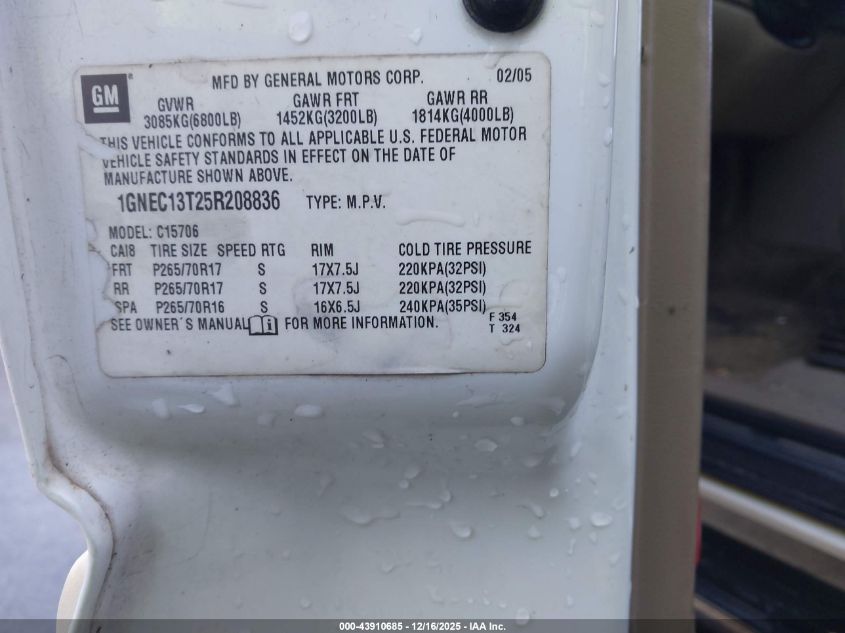 GM ® MFD BY GENERAL MOTORS CORP. 02/05
GVWR GAWR FRT GAWR RR
3085KG(6800LB) 1452KG(3200LB) 1814KG(4000LB)
THIS VEHICLE CONFORMS TO ALL APPLICABLE U.S. FEDERAL MOTOR
VEHICLE SAFETY STANDARDS IN EFFECT ON THE DATE OF
MANUFACTURE SHOWN ABOVE.
1GNEC13T25R208836 TYPE: M.P.V.
MODEL: C15706
CAI8 TIRE SIZE SPEED RTG RIM COLD TIRE PRESSURE
FRT P265/70R17 S 17X7.5J 220KPA(32PSI)
RR P265/70R17 S 17X7.5J 220KPA(32PSI)
SPA P265/70R16 S 16X6.5J 240KPA(35PSI)
SEE OWNER'S MANUAL i FOR MORE INFORMATION.
F 354
T 324
000-43910685 - 12/16/2025 - IAA Inc.